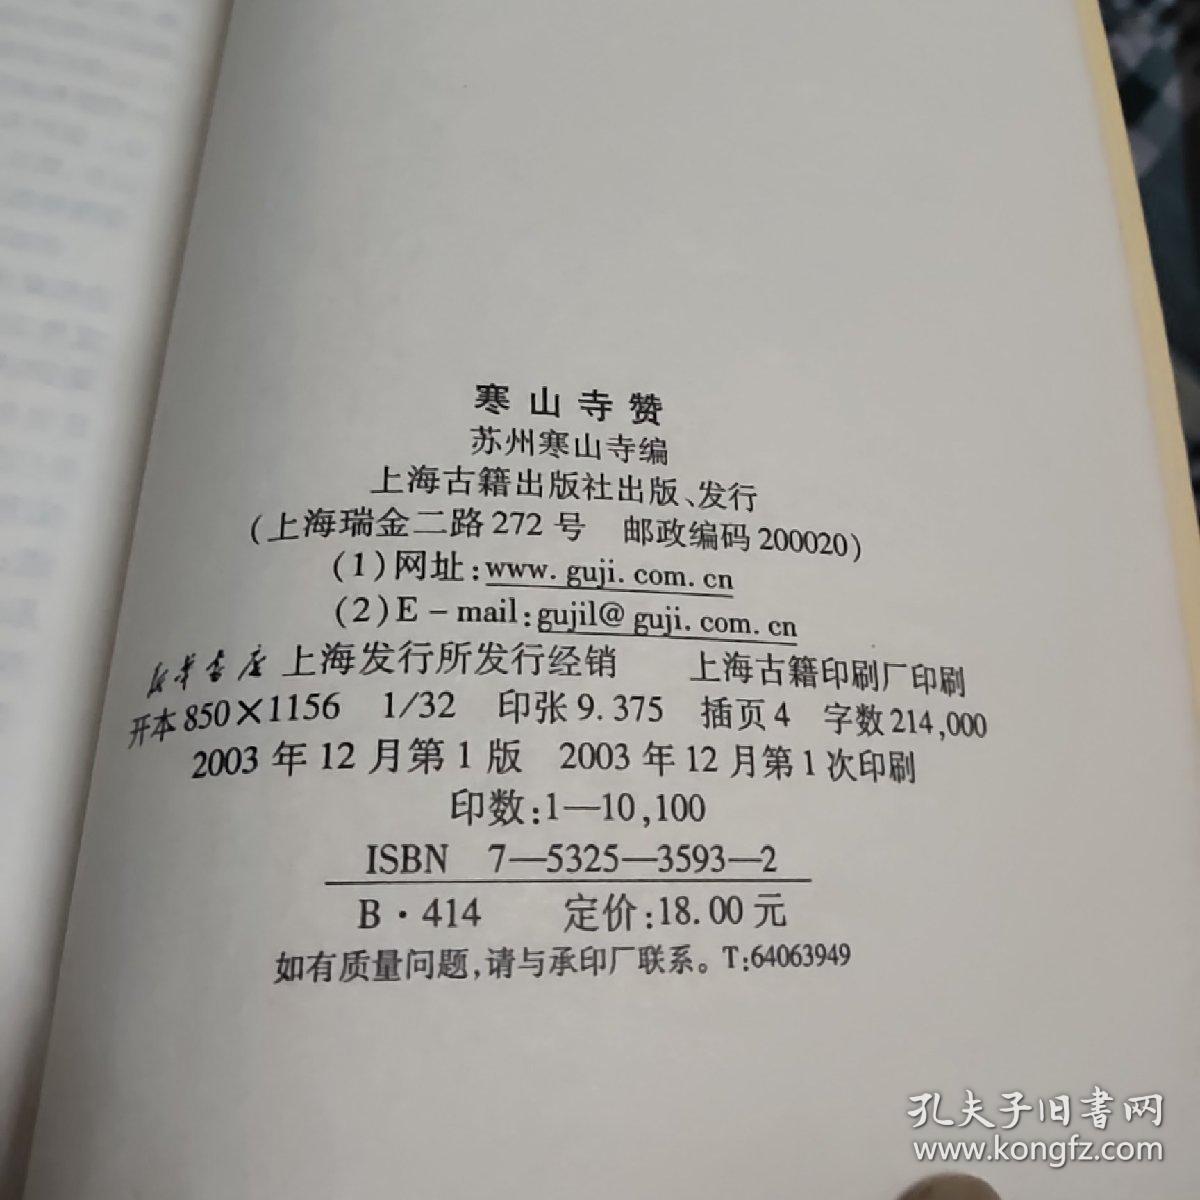 寒山寺赞
苏州寒山寺编
上海古籍出版社出版、发行
(上海瑞金二路272号 邮政编码200020)
(1)网址:www.guji.com.cn
(2)E-mail:gujil@guji.com.cn
新华书店 上海发行所发行经销 上海古籍印刷厂印刷
开本850×1156 1/32 印张9.375 插页4 字数214,000
2003年12月第1版 2003年12月第1次印刷
印数:1—10,100
ISBN 7—5325—3593—2
B·414 定价:18.00元
如有质量问题,请与承印厂联系。T:64063949
孔夫子旧书网
www.kongfz.com